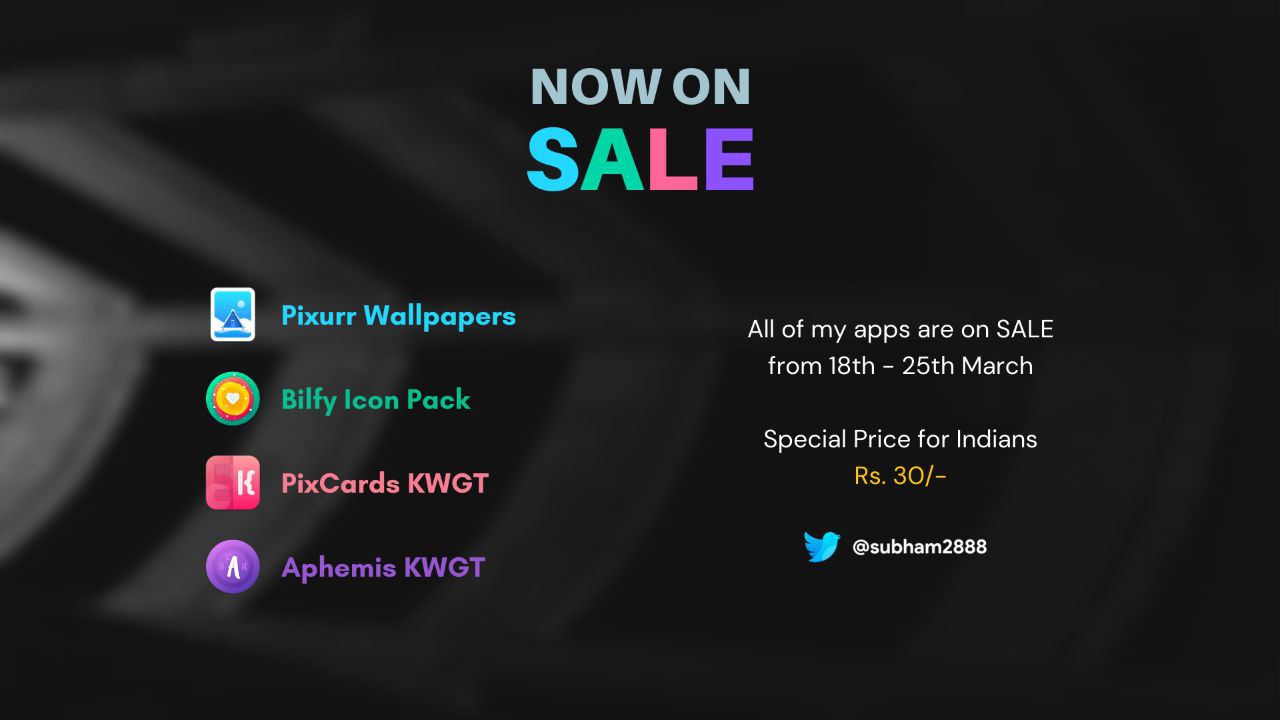 NOW ON
SALE
Pixurr Wallpapers
Bilfy Icon Pack
PixCards KWGT
Aphemis KWGT
All of my apps are on SALE
from 18th - 25th March
Special Price for Indians
Rs. 30/-
@subham2888